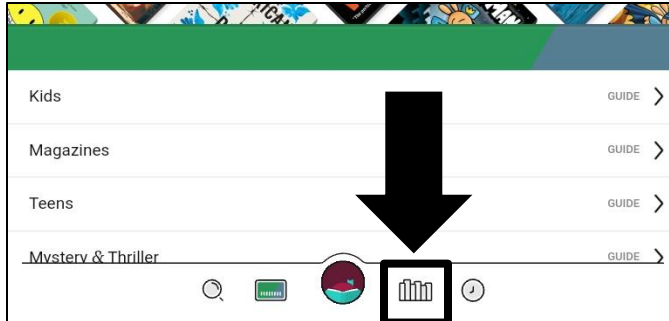 Kids GUIDE
Magazines GUIDE
Teens GUIDE
Mystery & Thriller GUIDE